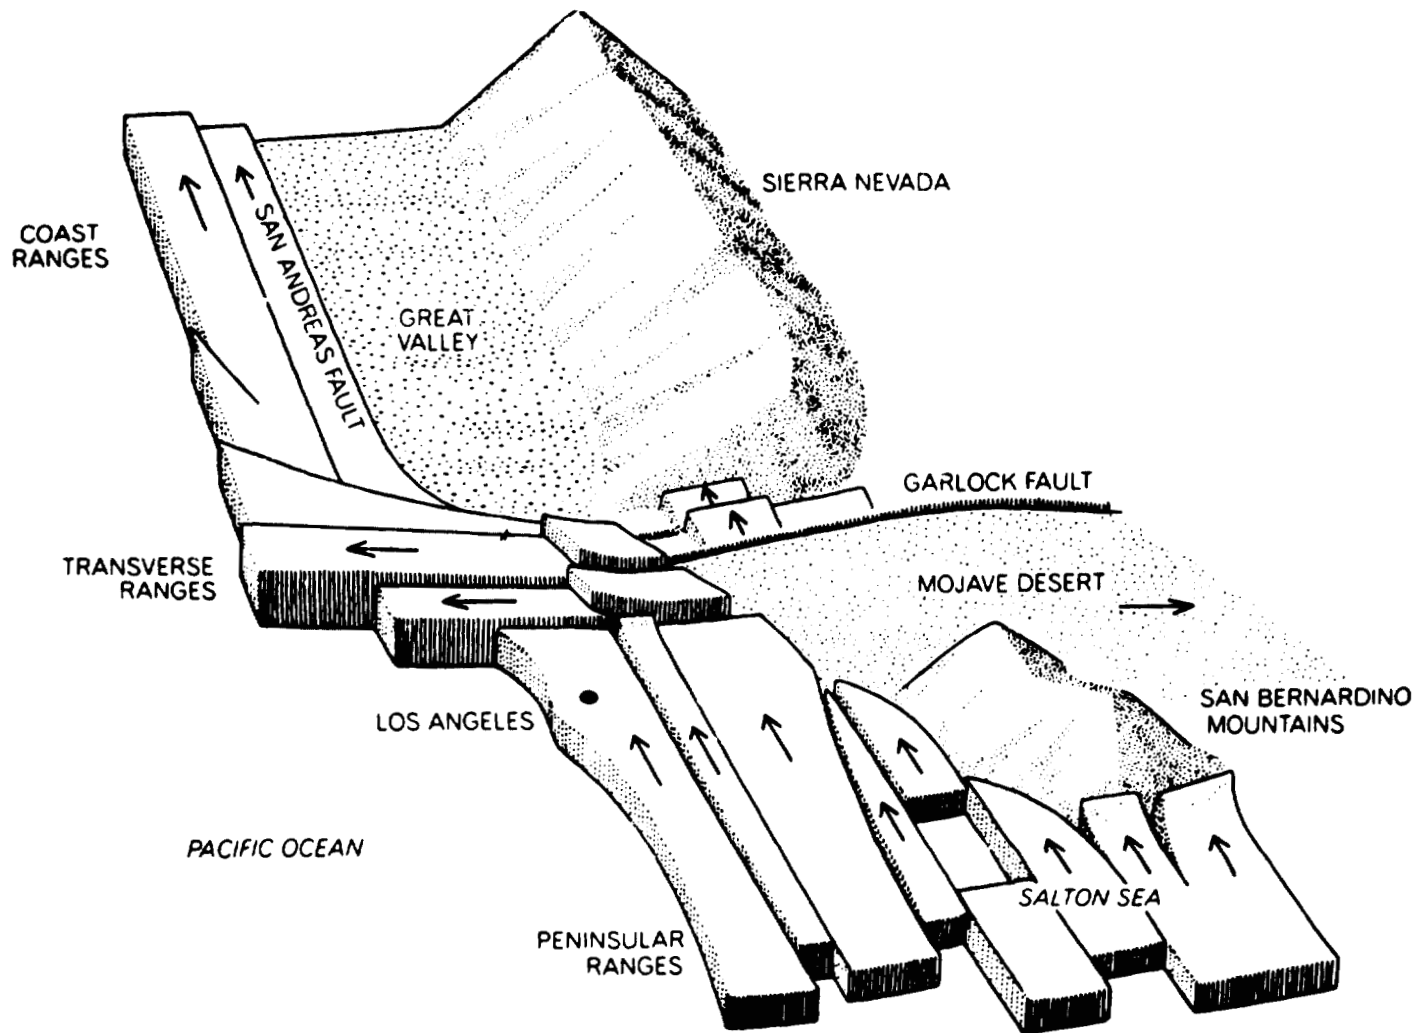 SIERRA NEVADA
COAST
RANGES
SAN ANDREAS FAULT
GREAT
VALLEY
GARLOCK FAULT
TRANSVERSE
RANGES
MOJAVE DESERT
SAN BERNARDINO
MOUNTAINS
LOS ANGELES
PACIFIC OCEAN
SALTON SEA
PENINSULAR
RANGES